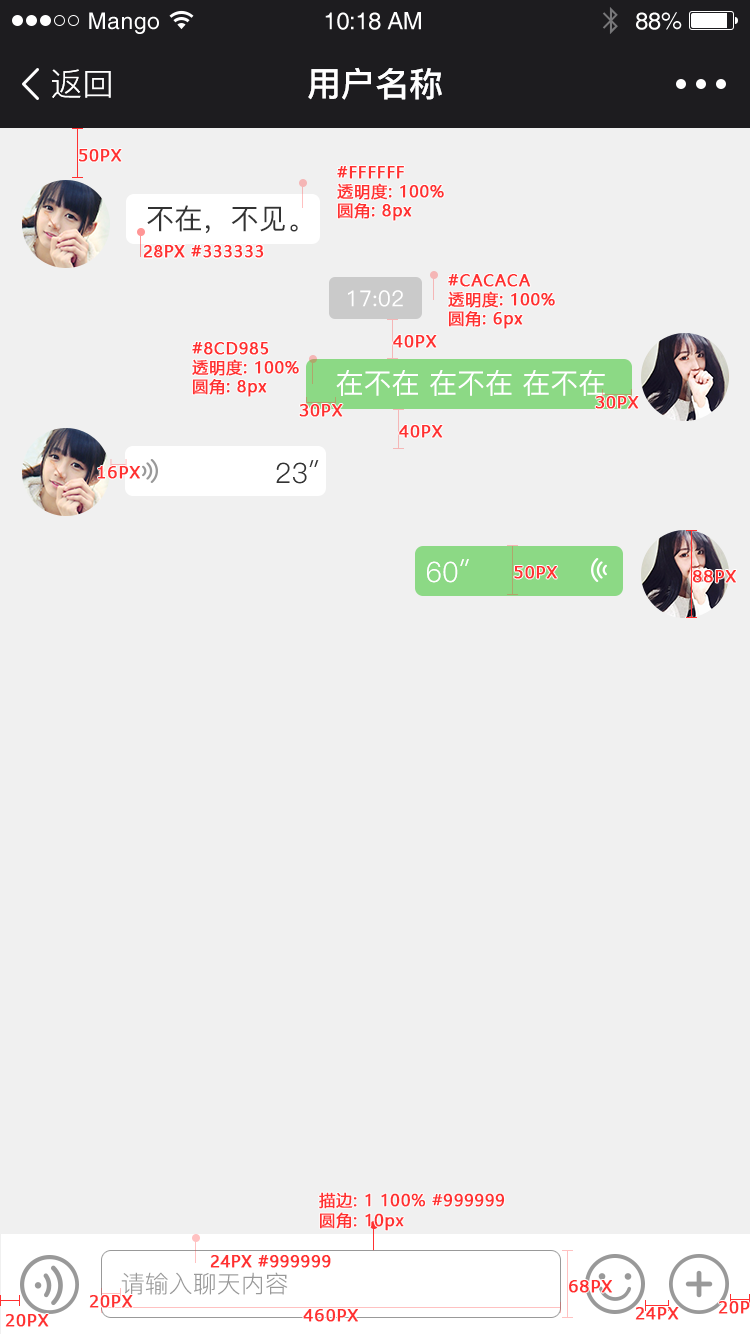 Mango 10:18 AM 88%
返回 用户名称
50PX
#FFFFFF
透明度: 100%
圆角: 8px
不在，不见。
28PX #333333
17:02
#CACACA
透明度: 100%
圆角: 6px
40PX
#8CD985
透明度: 100%
圆角: 8px
在不在 在不在 在不在
30PX 30PX
40PX
16PX 23″
60″ 50PX 88PX
描边: 1 100% #999999
圆角: 10px
24PX #999999
请输入聊天内容
68PX
20PX 20PX 460PX 24PX 20P